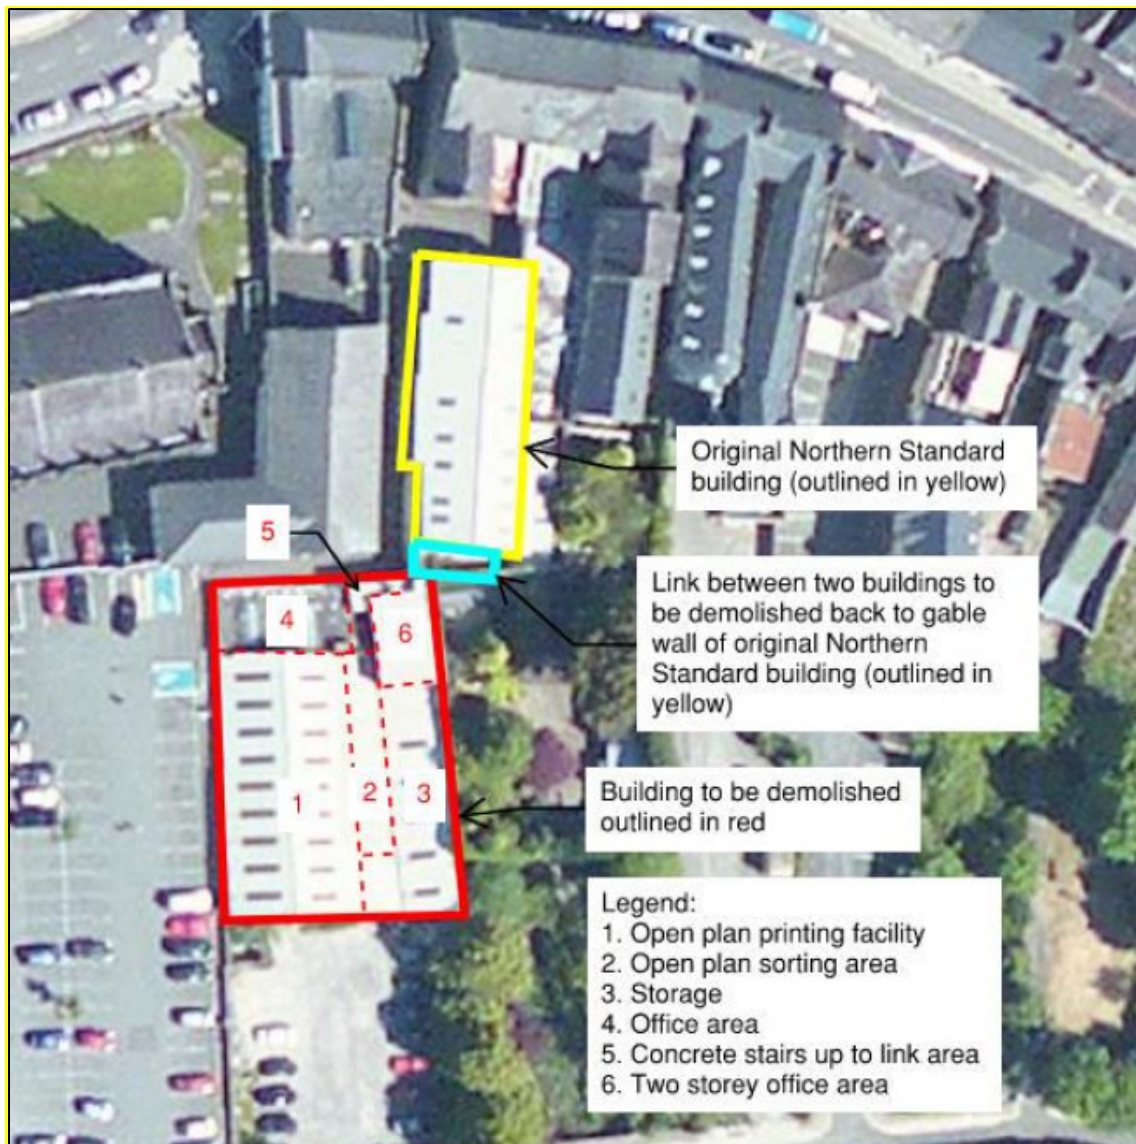 Original Northern Standard
building (outlined in yellow)
5
Link between two buildings to
be demolished back to gable
wall of original Northern
Standard building (outlined in
yellow)
4
6
1
2
3
Building to be demolished
outlined in red
Legend:
1. Open plan printing facility
2. Open plan sorting area
3. Storage
4. Office area
5. Concrete stairs up to link area
6. Two storey office area